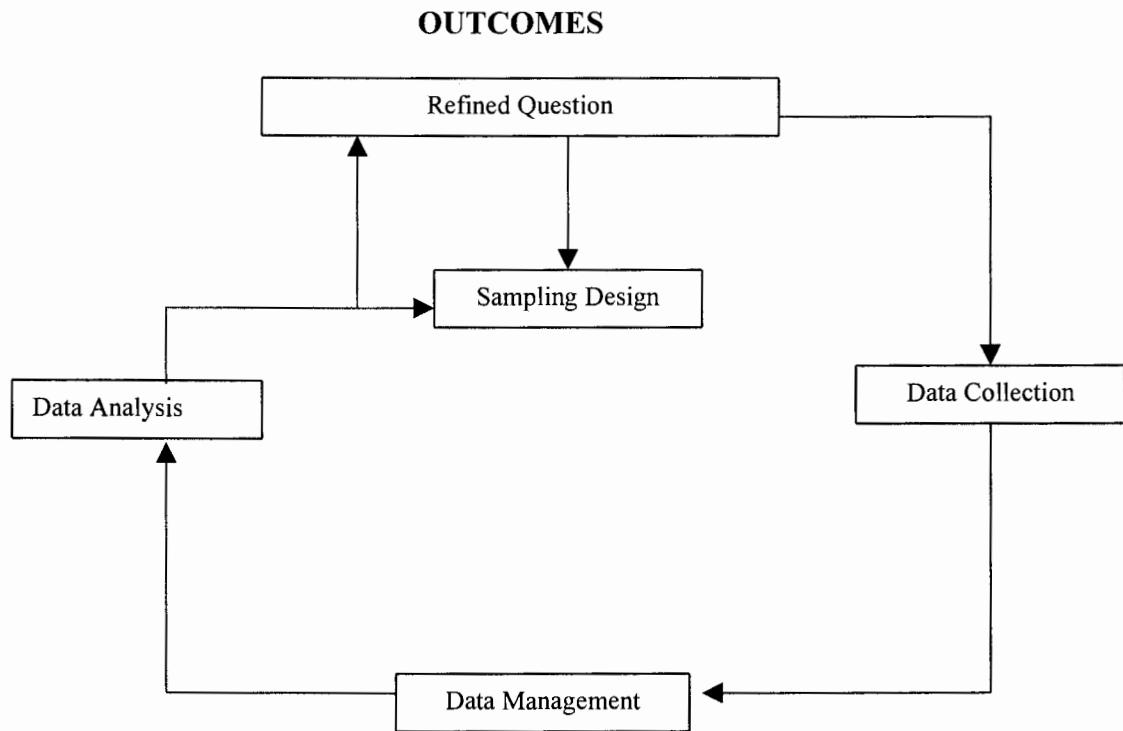 OUTCOMES
Refined Question
Sampling Design
Data Analysis
Data Collection
Data Management